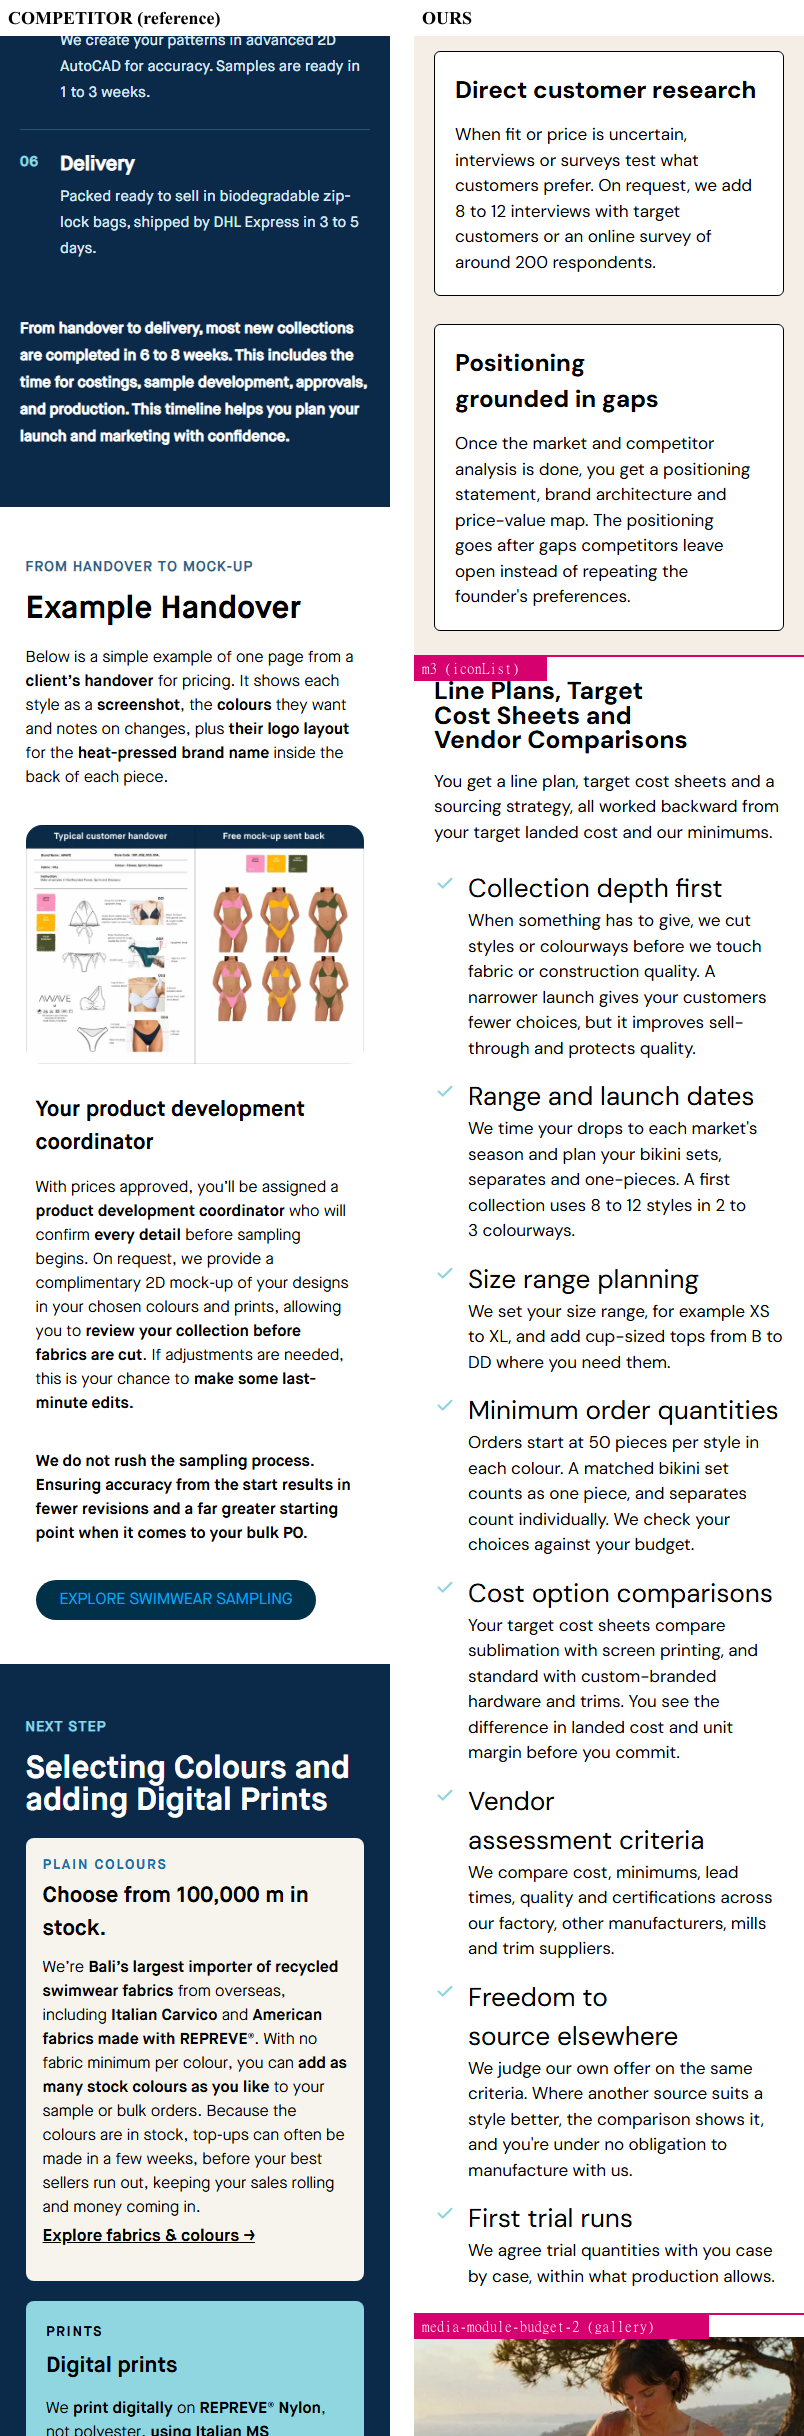 COMPETITOR (reference)
We create your patterns in advanced 2D
AutoCAD for accuracy. Samples are ready in
1 to 3 weeks.
06
Delivery
Packed ready to sell in biodegradable zip-
lock bags, shipped by DHL Express in 3 to 5
days.
From handover to delivery, most new collections
are completed in 6 to 8 weeks. This includes the
time for costings, sample development, approvals,
and production. This timeline helps you plan your
launch and marketing with confidence.
FROM HANDOVER TO MOCK-UP
Example Handover
Below is a simple example of one page from a
client's handover for pricing. It shows each
style as a screenshot, the colours they want
and notes on changes, plus their logo layout
for the heat-pressed brand name inside the
back of each piece.
Typical customer handover
Free mock-up sent back
AWAVE
Your product development
coordinator
With prices approved, you'll be assigned a
product development coordinator who will
confirm every detail before sampling
begins. On request, we provide a
complimentary 2D mock-up of your designs
in your chosen colours and prints, allowing
you to review your collection before
fabrics are cut. If adjustments are needed,
this is your chance to make some last-
minute edits.
We do not rush the sampling process.
Ensuring accuracy from the start results in
fewer revisions and a far greater starting
point when it comes to your bulk PO.
EXPLORE SWIMWEAR SAMPLING
NEXT STEP
Selecting Colours and
adding Digital Prints
PLAIN COLOURS
Choose from 100,000 m in
stock.
We're Bali's largest importer of recycled
swimwear fabrics from overseas,
including Italian Carvico and American
fabrics made with REPREVE®. With no
fabric minimum per colour, you can add as
many stock colours as you like to your
sample or bulk orders. Because the
colours are in stock, top-ups can often be
made in a few weeks, before your best
sellers run out, keeping your sales rolling
and money coming in.
Explore fabrics & colours →
PRINTS
Digital prints
We print digitally on REPREVE® Nylon,
not polyester, using Italian MS
OURS
Direct customer research
When fit or price is uncertain,
interviews or surveys test what
customers prefer. On request, we add
8 to 12 interviews with target
customers or an online survey of
around 200 respondents.
Positioning
grounded in gaps
Once the market and competitor
analysis is done, you get a positioning
statement, brand architecture and
price-value map. The positioning
goes after gaps competitors leave
open instead of repeating the
founder's preferences.
m3 (iconList)
Line Plans, Target
Cost Sheets and
Vendor Comparisons
You get a line plan, target cost sheets and a
sourcing strategy, all worked backward from
your target landed cost and our minimums.
Collection depth first
When something has to give, we cut
styles or colourways before we touch
fabric or construction quality. A
narrower launch gives your customers
fewer choices, but it improves sell-
through and protects quality.
Range and launch dates
We time your drops to each market's
season and plan your bikini sets,
separates and one-pieces. A first
collection uses 8 to 12 styles in 2 to
3 colourways.
Size range planning
We set your size range, for example XS
to XL, and add cup-sized tops from B to
DD where you need them.
Minimum order quantities
Orders start at 50 pieces per style in
each colour. A matched bikini set
counts as one piece, and separates
count individually. We check your
choices against your budget.
Cost option comparisons
Your target cost sheets compare
sublimation with screen printing, and
standard with custom-branded
hardware and trims. You see the
difference in landed cost and unit
margin before you commit.
Vendor
assessment criteria
We compare cost, minimums, lead
times, quality and certifications across
our factory, other manufacturers, mills
and trim suppliers.
Freedom to
source elsewhere
We judge our own offer on the same
criteria. Where another source suits a
style better, the comparison shows it,
and you're under no obligation to
manufacture with us.
First trial runs
We agree trial quantities with you case
by case, within what production allows.
media-module-budget-2 (gallery)